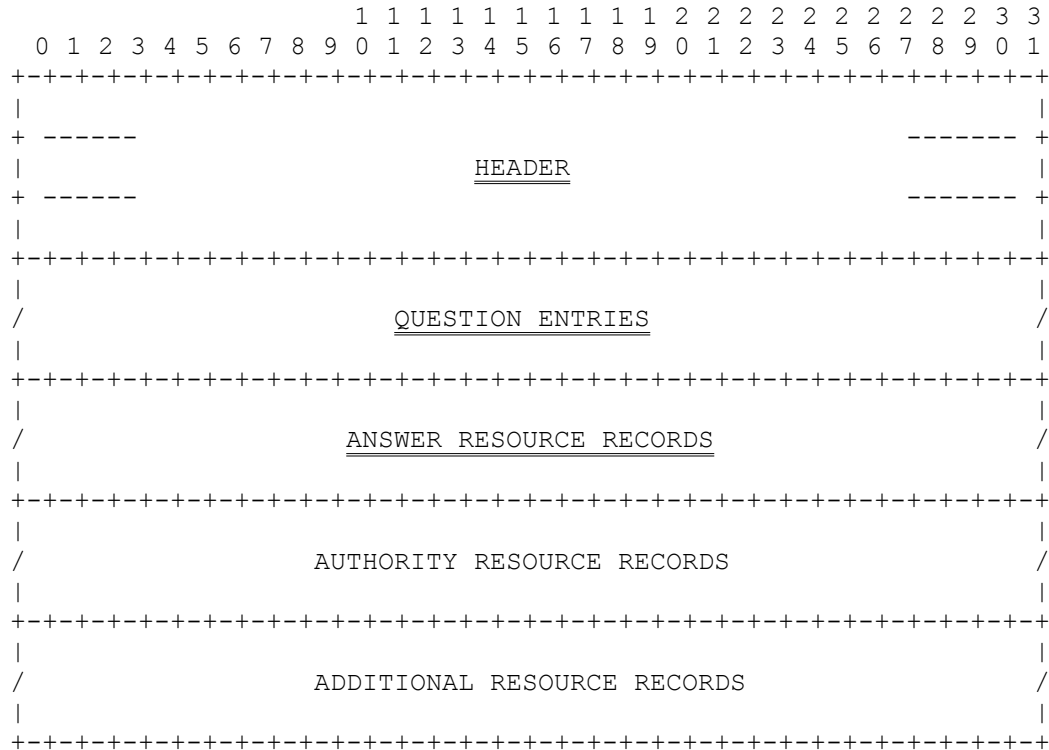 1 1 1 1 1 1 1 1 1 1 2 2 2 2 2 2 2 2 2 2 3 3
  0 1 2 3 4 5 6 7 8 9 0 1 2 3 4 5 6 7 8 9 0 1 2 3 4 5 6 7 8 9 0 1
+-+-+-+-+-+-+-+-+-+-+-+-+-+-+-+-+-+-+-+-+-+-+-+-+-+-+-+-+-+-+-+-+
|                                                               |
+ ------                                                ------- +
|                            HEADER                             |
+ ------                                                ------- +
|                                                               |
+-+-+-+-+-+-+-+-+-+-+-+-+-+-+-+-+-+-+-+-+-+-+-+-+-+-+-+-+-+-+-+-+
|                                                               |
/                       QUESTION ENTRIES                        /
|                                                               |
+-+-+-+-+-+-+-+-+-+-+-+-+-+-+-+-+-+-+-+-+-+-+-+-+-+-+-+-+-+-+-+-+
|                                                               |
/                    ANSWER RESOURCE RECORDS                    /
|                                                               |
+-+-+-+-+-+-+-+-+-+-+-+-+-+-+-+-+-+-+-+-+-+-+-+-+-+-+-+-+-+-+-+-+
|                                                               |
/                  AUTHORITY RESOURCE RECORDS                   /
|                                                               |
+-+-+-+-+-+-+-+-+-+-+-+-+-+-+-+-+-+-+-+-+-+-+-+-+-+-+-+-+-+-+-+-+
|                                                               |
/                  ADDITIONAL RESOURCE RECORDS                  /
|                                                               |
+-+-+-+-+-+-+-+-+-+-+-+-+-+-+-+-+-+-+-+-+-+-+-+-+-+-+-+-+-+-+-+-+